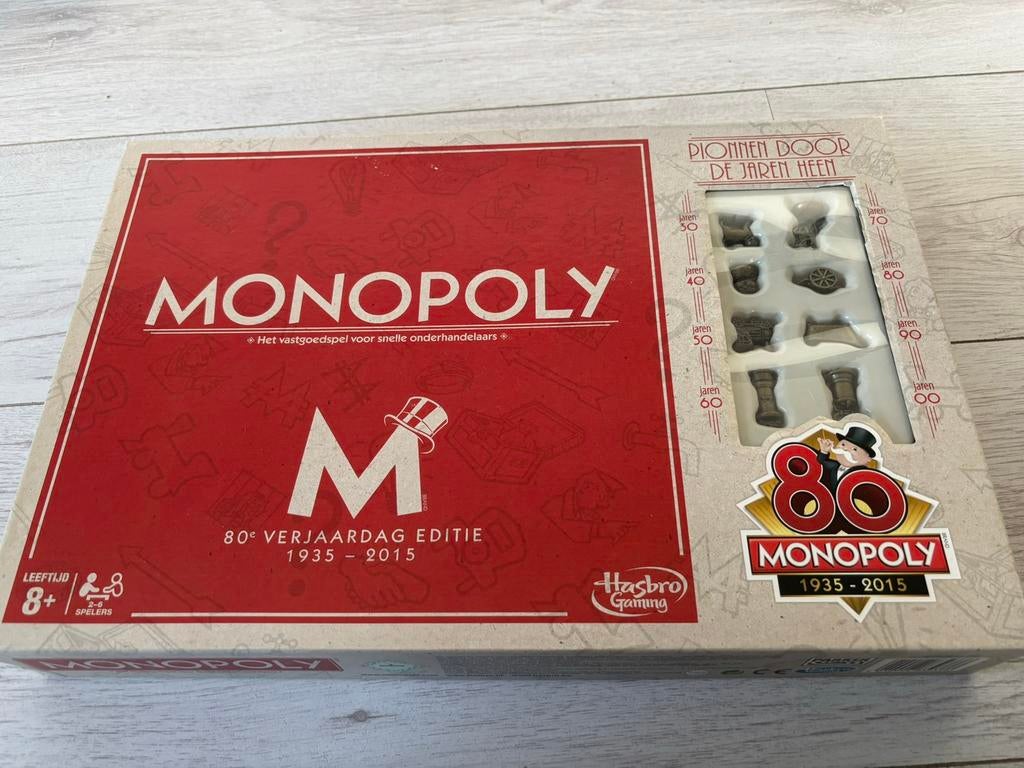 MONOPOLY
Het vastgoedspel voor snelle onderhandelaars
M
80e VERJAARDAG EDITIE
1935 – 2015
LEEFTIJD
8+
2-6
SPELERS
Hasbro
Gaming
PIONNEN DOOR
DE JAREN HEEN
jaren
30
jaren
40
jaren
50
jaren
60
jaren
70
jaren
80
jaren
90
jaren
00
80
MONOPOLY
BRAND
1935 - 2015
MONOPOLY
CE